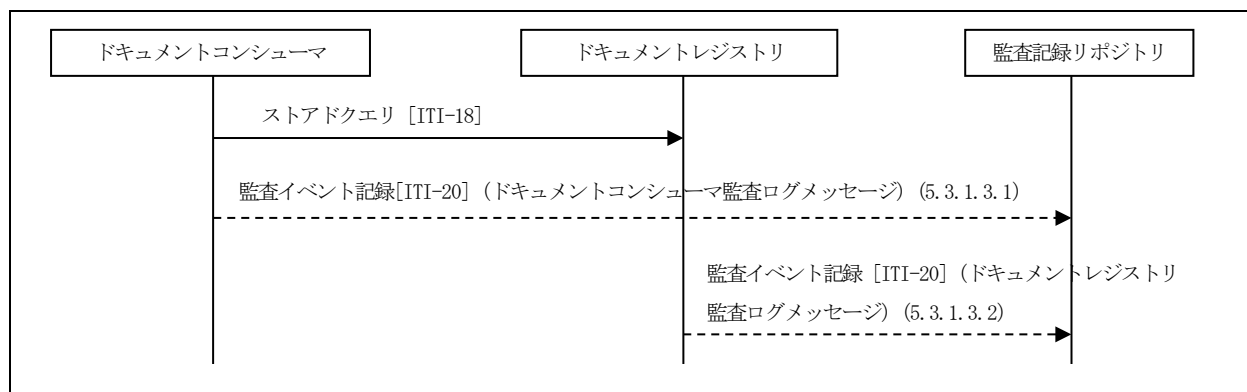 ドキュメントコンシューマ
ドキュメントレジストリ
監査記録リポジトリ
ストアドクエリ [ITI-18]
監査イベント記録[ITI-20] (ドキュメントコンシューマ監査ログメッセージ) (5.3.1.3.1)
監査イベント記録 [ITI-20] (ドキュメントレジストリ
監査ログメッセージ) (5.3.1.3.2)